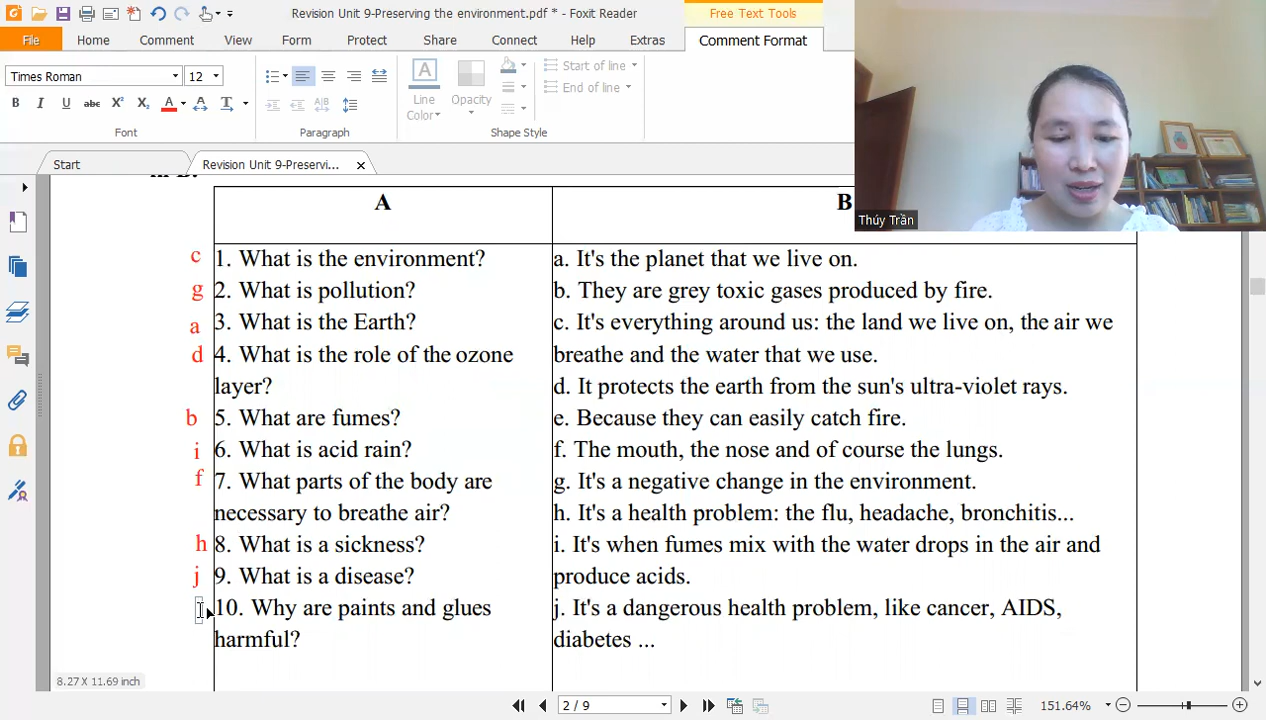 Revision Unit 9-Preserving the environment.pdf * - Foxit Reader
Free Text Tools
File Home Comment View Form Protect Share Connect Help Extras Comment Format
Times Roman 12
Start of line
End of line
Line Color
Opacity
B I U abc X² X₂ A A T
Font Paragraph Shape Style
Start Revision Unit 9-Preservi...
Thúy Trần
A B
c 1. What is the environment? a. It's the planet that we live on.
g 2. What is pollution? b. They are grey toxic gases produced by fire.
a 3. What is the Earth? c. It's everything around us: the land we live on, the air we
d 4. What is the role of the ozone breathe and the water that we use.
layer? d. It protects the earth from the sun's ultra-violet rays.
b 5. What are fumes? e. Because they can easily catch fire.
i 6. What is acid rain? f. The mouth, the nose and of course the lungs.
f 7. What parts of the body are g. It's a negative change in the environment.
necessary to breathe air? h. It's a health problem: the flu, headache, bronchitis...
h 8. What is a sickness? i. It's when fumes mix with the water drops in the air and
j 9. What is a disease? produce acids.
10. Why are paints and glues j. It's a dangerous health problem, like cancer, AIDS,
harmful? diabetes ...
8.27 X 11.69 inch
2 / 9
151.64%